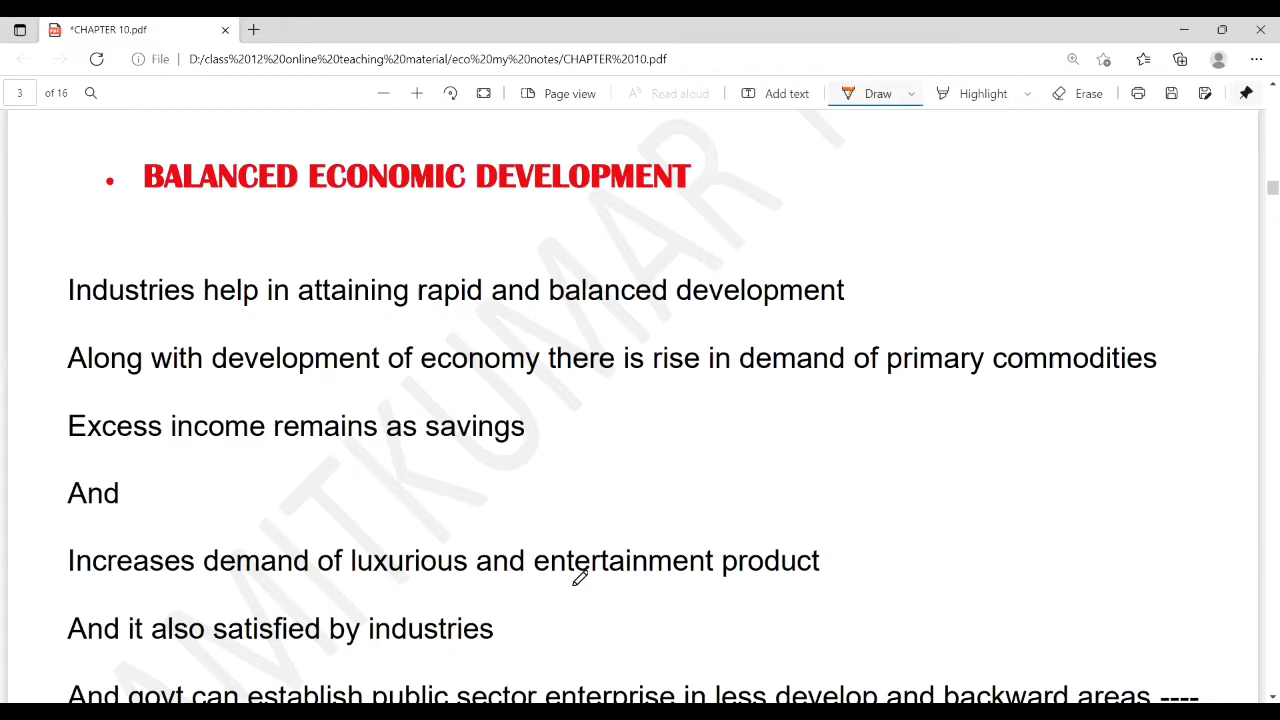 *CHAPTER 10.pdf
File D:/class%2012%20online%20teaching%20material/eco%20my%20notes/CHAPTER%2010.pdf
3 of 16 Page view Read aloud Add text Draw Highlight Erase
• BALANCED ECONOMIC DEVELOPMENT
Industries help in attaining rapid and balanced development
Along with development of economy there is rise in demand of primary commodities
Excess income remains as savings
And
Increases demand of luxurious and entertainment product
And it also satisfied by industries
And govt can establish public sector enterprise in less develop and backward areas ----
AMTKUMAR